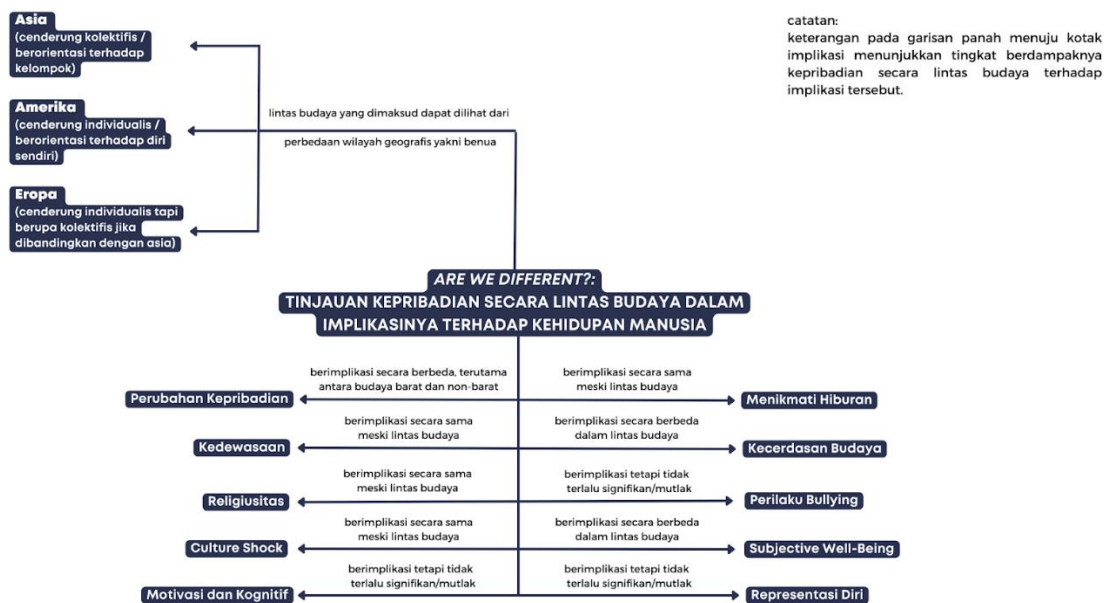 Asia
(cenderung kolektifis /
berorientasi terhadap
kelompok)
catatan:
keterangan pada garisan panah menuju kotak
implikasi menunjukkan tingkat berdampaknya
kepribadian secara lintas budaya terhadap
implikasi tersebut.
Amerika
(cenderung individualis /
berorientasi terhadap diri
sendiri)
lintas budaya yang dimaksud dapat dilihat dari
perbedaan wilayah geografis yakni benua
Eropa
(cenderung individualis tapi
berupa kolektifis jika
dibandingkan dengan asia)
ARE WE DIFFERENT?:
TINJAUAN KEPRIBADIAN SECARA LINTAS BUDAYA DALAM
IMPLIKASINYA TERHADAP KEHIDUPAN MANUSIA
berimplikasi secara berbeda, terutama
antara budaya barat dan non-barat
Perubahan Kepribadian
berimplikasi secara sama
meski lintas budaya
Menikmati Hiburan
berimplikasi secara sama
meski lintas budaya
Kedewasaan
berimplikasi secara berbeda
dalam lintas budaya
Kecerdasan Budaya
berimplikasi secara sama
meski lintas budaya
Religiusitas
berimplikasi tetapi tidak
terlalu signifikan/mutlak
Perilaku Bullying
berimplikasi secara sama
meski lintas budaya
Culture Shock
berimplikasi secara berbeda
dalam lintas budaya
Subjective Well-Being
berimplikasi tetapi tidak
terlalu signifikan/mutlak
Motivasi dan Kognitif
berimplikasi tetapi tidak
terlalu signifikan/mutlak
Representasi Diri